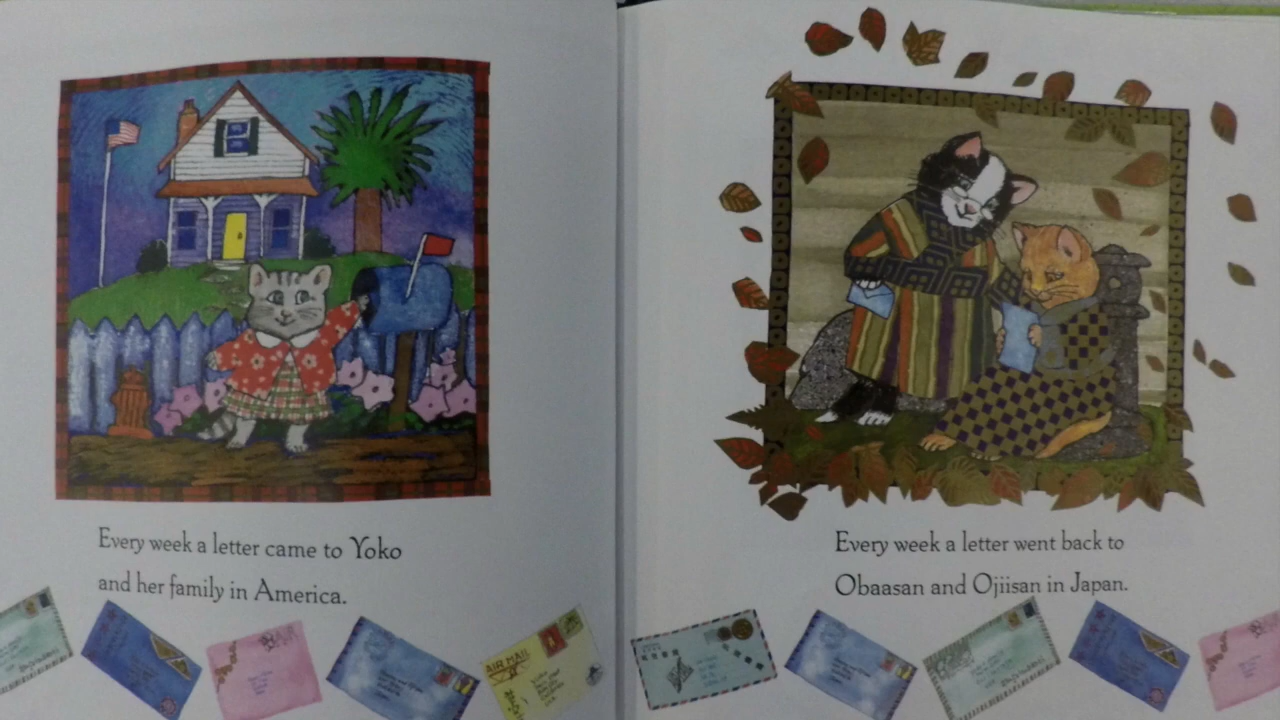 Every week a letter came to Yoko
and her family in America.
Every week a letter went back to
Obaasan and Ojiisan in Japan.
AIR MAIL